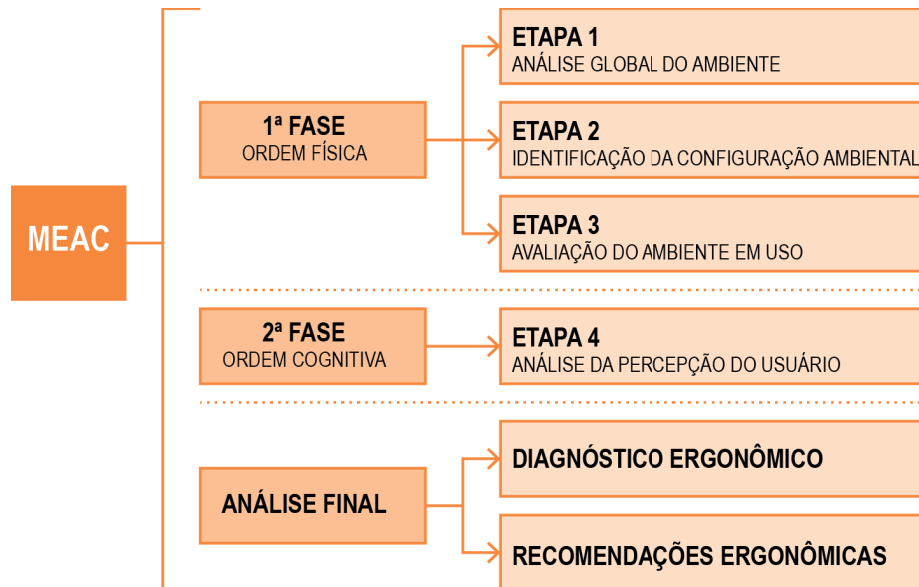 MEAC
1ª FASE
ORDEM FÍSICA
ETAPA 1
ANÁLISE GLOBAL DO AMBIENTE
ETAPA 2
IDENTIFICAÇÃO DA CONFIGURAÇÃO AMBIENTAL
ETAPA 3
AVALIAÇÃO DO AMBIENTE EM USO
2ª FASE
ORDEM COGNITIVA
ETAPA 4
ANÁLISE DA PERCEPÇÃO DO USUÁRIO
ANÁLISE FINAL
DIAGNÓSTICO ERGONÔMICO
RECOMENDAÇÕES ERGONÔMICAS